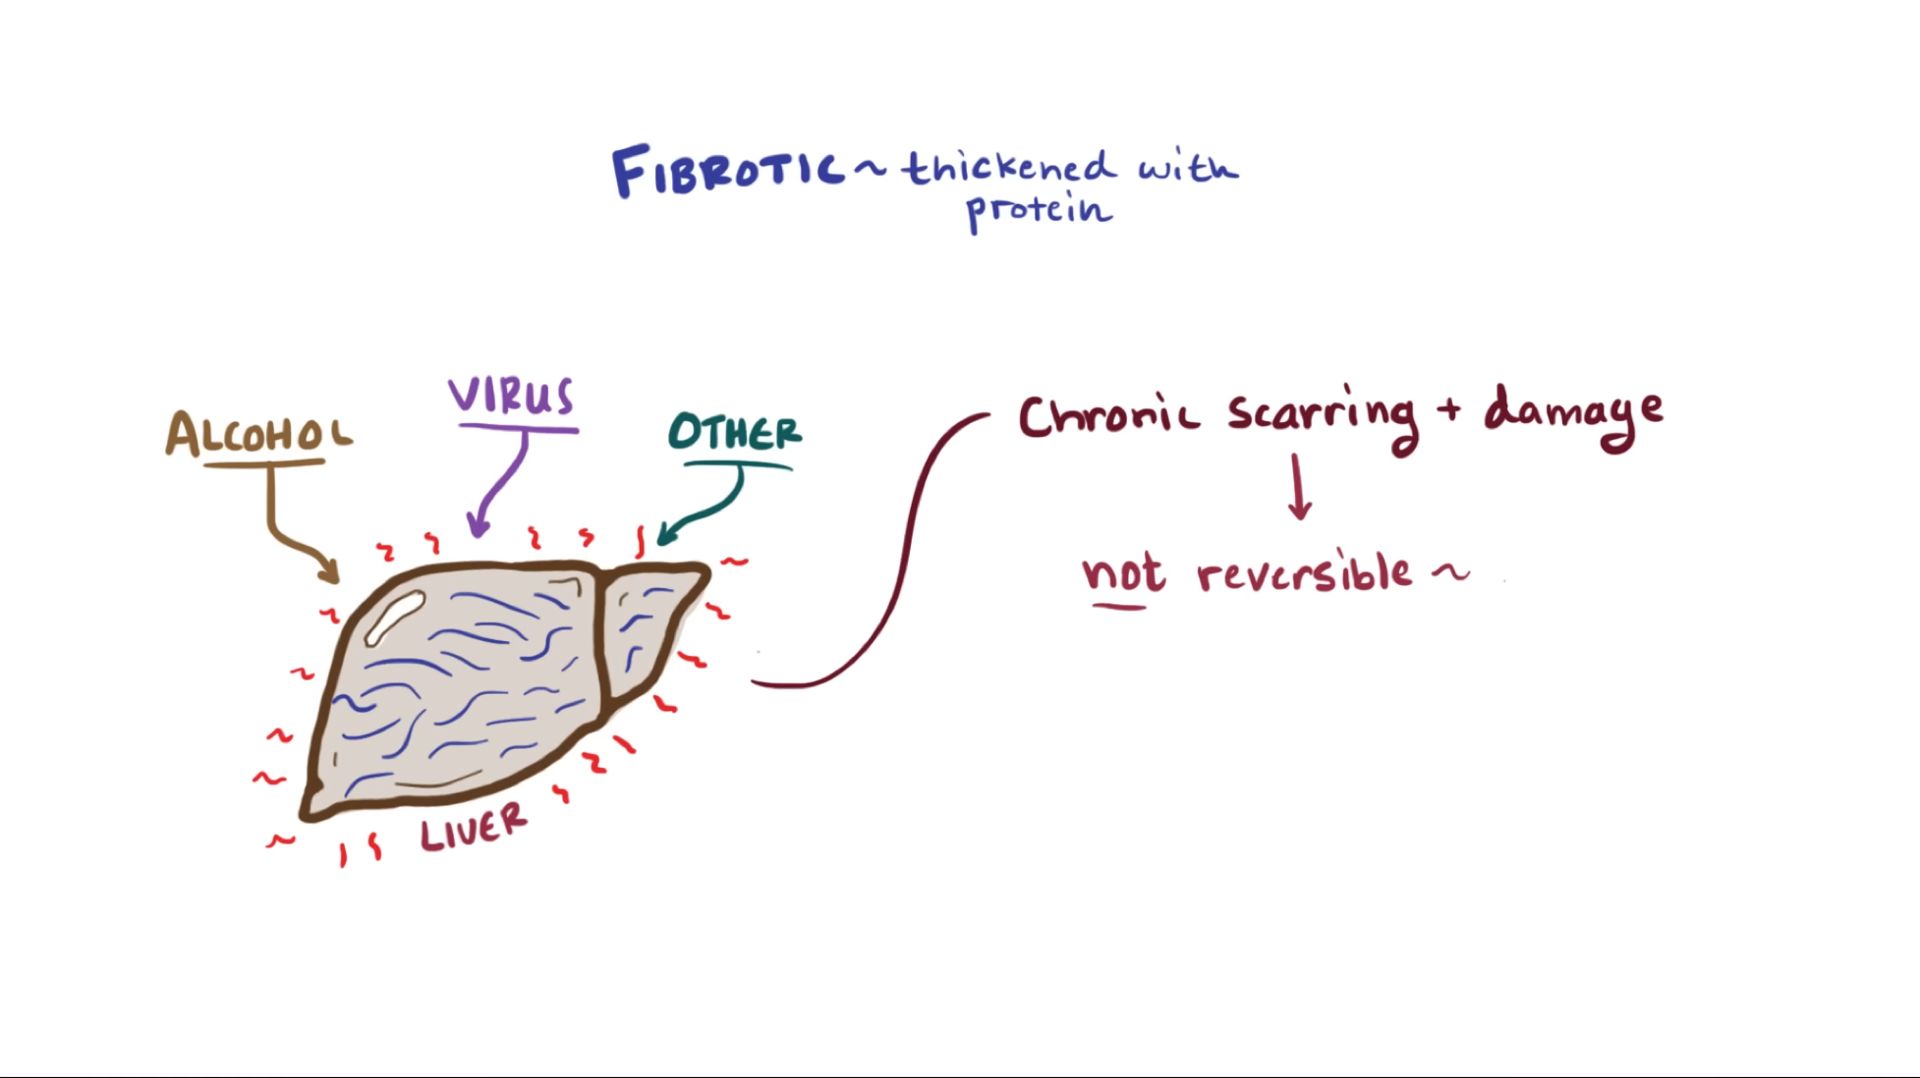 FIBROTIC ~ thickened with
protein
ALCOHOL
VIRUS
OTHER
LIVER
Chronic scarring + damage
not reversible ~